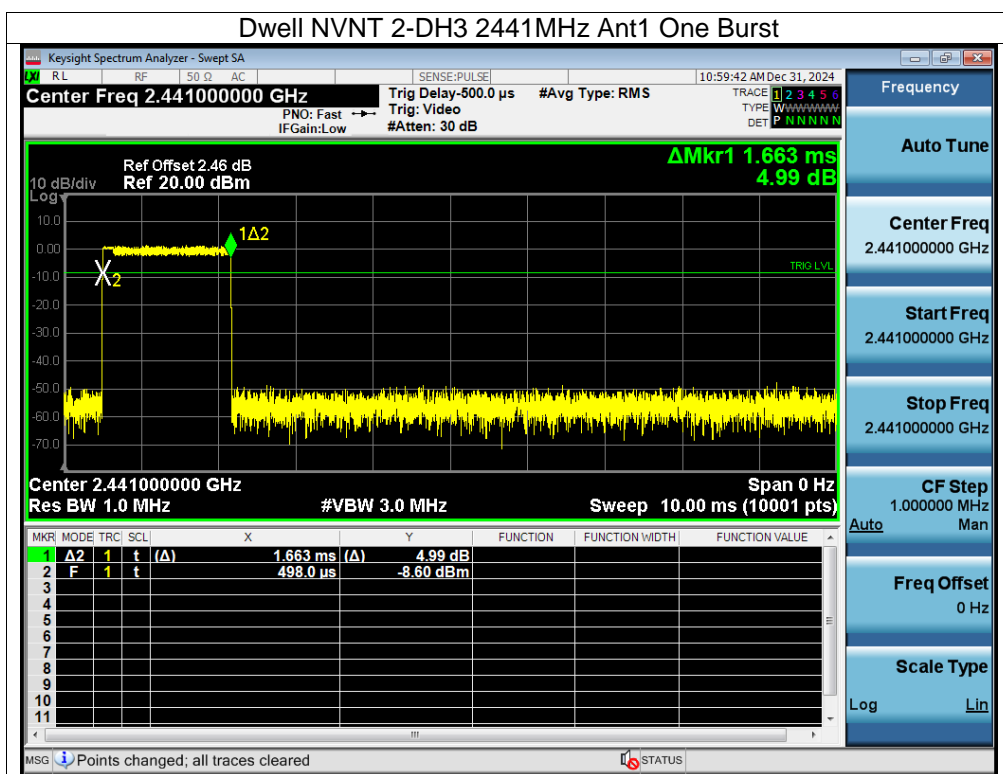 Dwell NVNT 2-DH3 2441MHz Ant1 One Burst
Keysight Spectrum Analyzer - Swept SA
LXI RL RF 50 Ω AC SENSE:PULSE 10:59:42 AM Dec 31, 2024
Center Freq 2.441000000 GHz Trig Delay-500.0 µs #Avg Type: RMS TRACE 1 2 3 4 5 6
PNO: Fast Trig: Video TYPE WWWWWWW
IFGain:Low #Atten: 30 dB DET P N N N N N
ΔMkr1 1.663 ms
4.99 dB
Ref Offset 2.46 dB
10 dB/div Ref 20.00 dBm
Log
10.0
0.00
-10.0
-20.0
-30.0
-40.0
-50.0
-60.0
-70.0
1Δ2
2
TRIG LVL
Center 2.441000000 GHz Span 0 Hz
Res BW 1.0 MHz #VBW 3.0 MHz Sweep 10.00 ms (10001 pts)
MKR MODE TRC SCL X Y FUNCTION FUNCTION WIDTH FUNCTION VALUE
1 Δ2 1 t (Δ) 1.663 ms (Δ) 4.99 dB
2 F 1 t 498.0 µs -8.60 dBm
3
4
5
6
7
8
9
10
11
MSG Points changed; all traces cleared STATUS
Frequency
Auto Tune
Center Freq
2.441000000 GHz
Start Freq
2.441000000 GHz
Stop Freq
2.441000000 GHz
CF Step
1.000000 MHz
Auto Man
Freq Offset
0 Hz
Scale Type
Log Lin